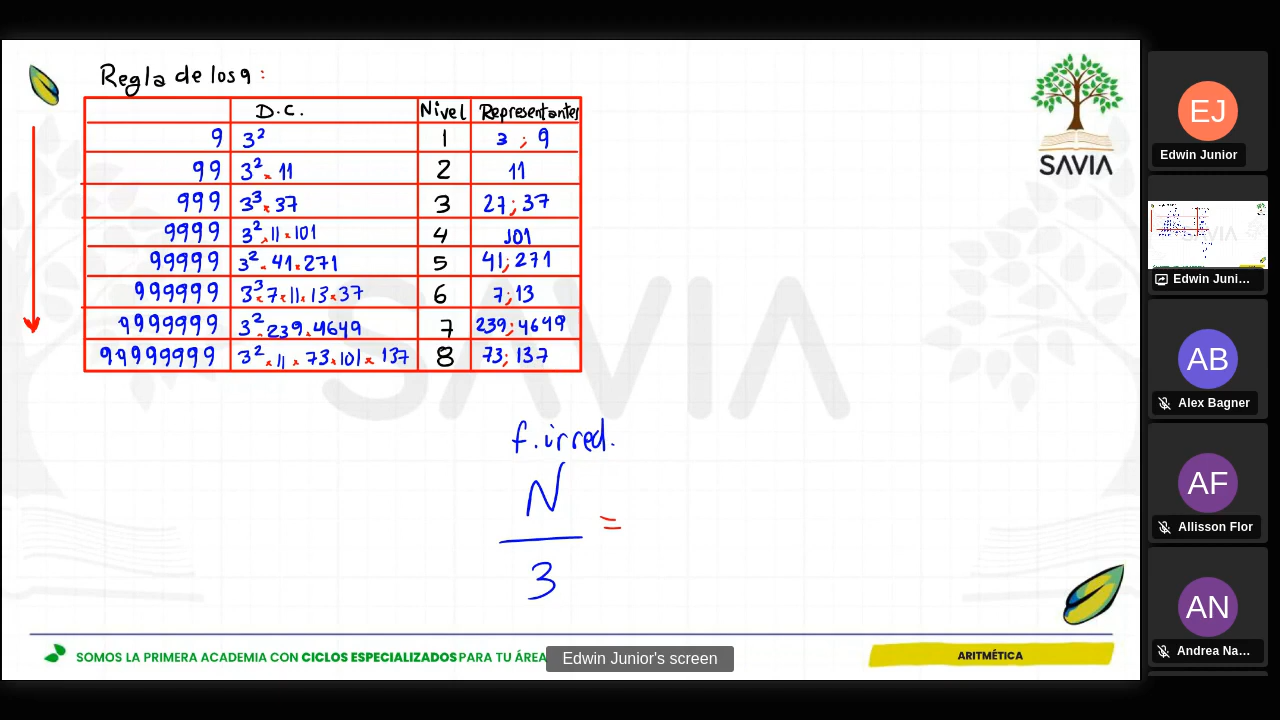 Regla de los 9 :
D.C. Nivel Representantes
9 3² 1 3 ; 9
99 3² × 11 2 11
999 3³ × 37 3 27 ; 37
9999 3² × 11 × 101 4 101
99999 3² × 41 × 271 5 41 ; 271
999999 3³ × 7 × 11 × 13 × 37 6 7 ; 13
9999999 3² × 239 × 4649 7 239 ; 4649
99999999 3² × 11 × 73 × 101 × 137 8 73 ; 137
f. irred.
N
=
3
SAVIA
SAVIA
SOMOS LA PRIMERA ACADEMIA CON CICLOS ESPECIALIZADOS PARA TU ÁREA
Edwin Junior's screen
ARITMÉTICA
EJ
Edwin Junior
Edwin Juni...
AB
Alex Bagner
AF
Allisson Flor
AN
Andrea Na...